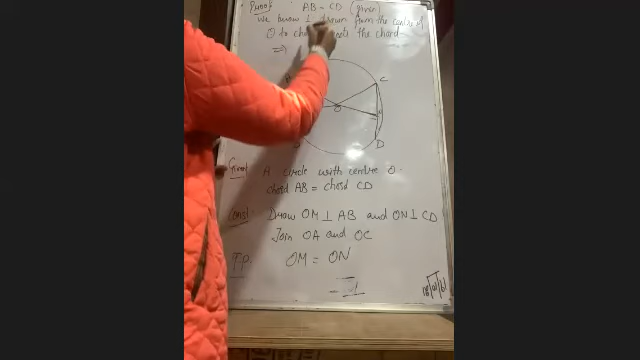 Proof: AB = CD (given)
We know ⊥ drawn from the centre of
O to chord the chord
⇒
C
O
N
D
Given: A circle with centre O.
chord AB = chord CD
Const: Draw OM ⊥ AB and ON ⊥ CD
Join OA and OC
T.P. OM = ON